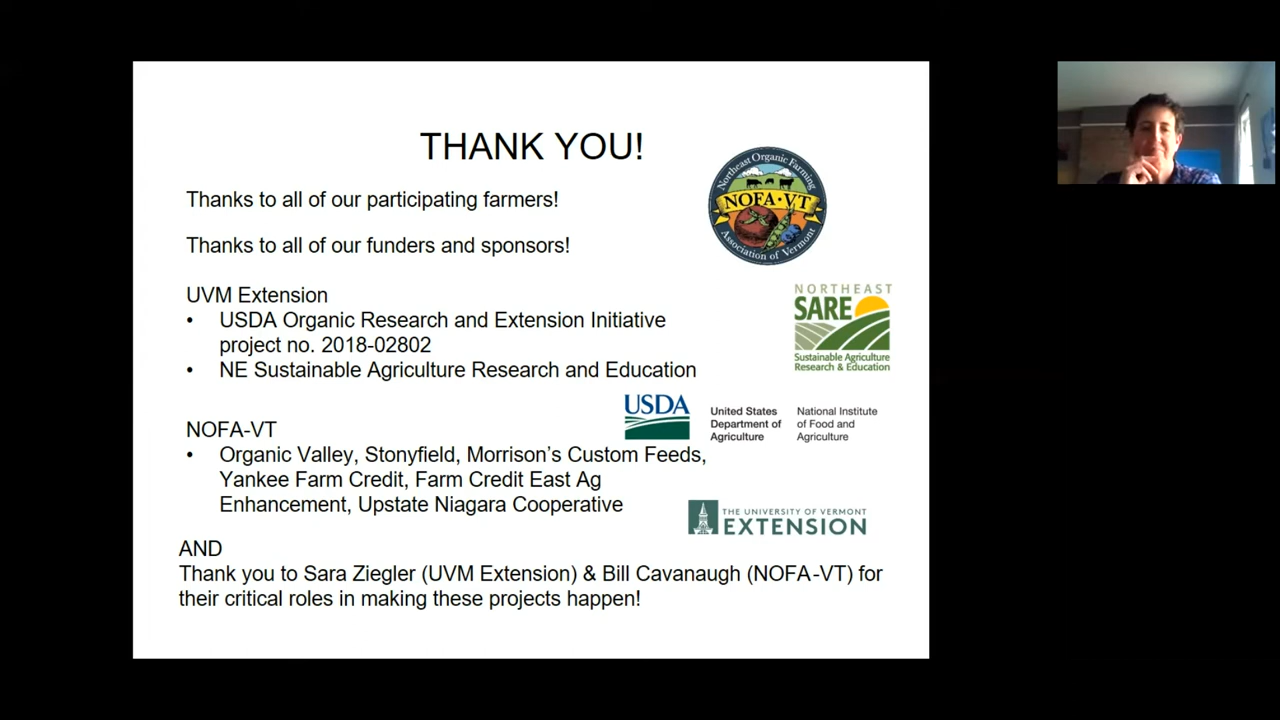 THANK YOU!
Thanks to all of our participating farmers!
Thanks to all of our funders and sponsors!
Northeast Organic Farming
NOFA·VT
Association of Vermont
UVM Extension
• USDA Organic Research and Extension Initiative
project no. 2018-02802
• NE Sustainable Agriculture Research and Education
NORTHEAST
SARE
Sustainable Agriculture
Research & Education
USDA
United States
Department of
Agriculture
National Institute
of Food and
Agriculture
NOFA-VT
• Organic Valley, Stonyfield, Morrison's Custom Feeds,
Yankee Farm Credit, Farm Credit East Ag
Enhancement, Upstate Niagara Cooperative
THE UNIVERSITY OF VERMONT
EXTENSION
AND
Thank you to Sara Ziegler (UVM Extension) & Bill Cavanaugh (NOFA-VT) for
their critical roles in making these projects happen!